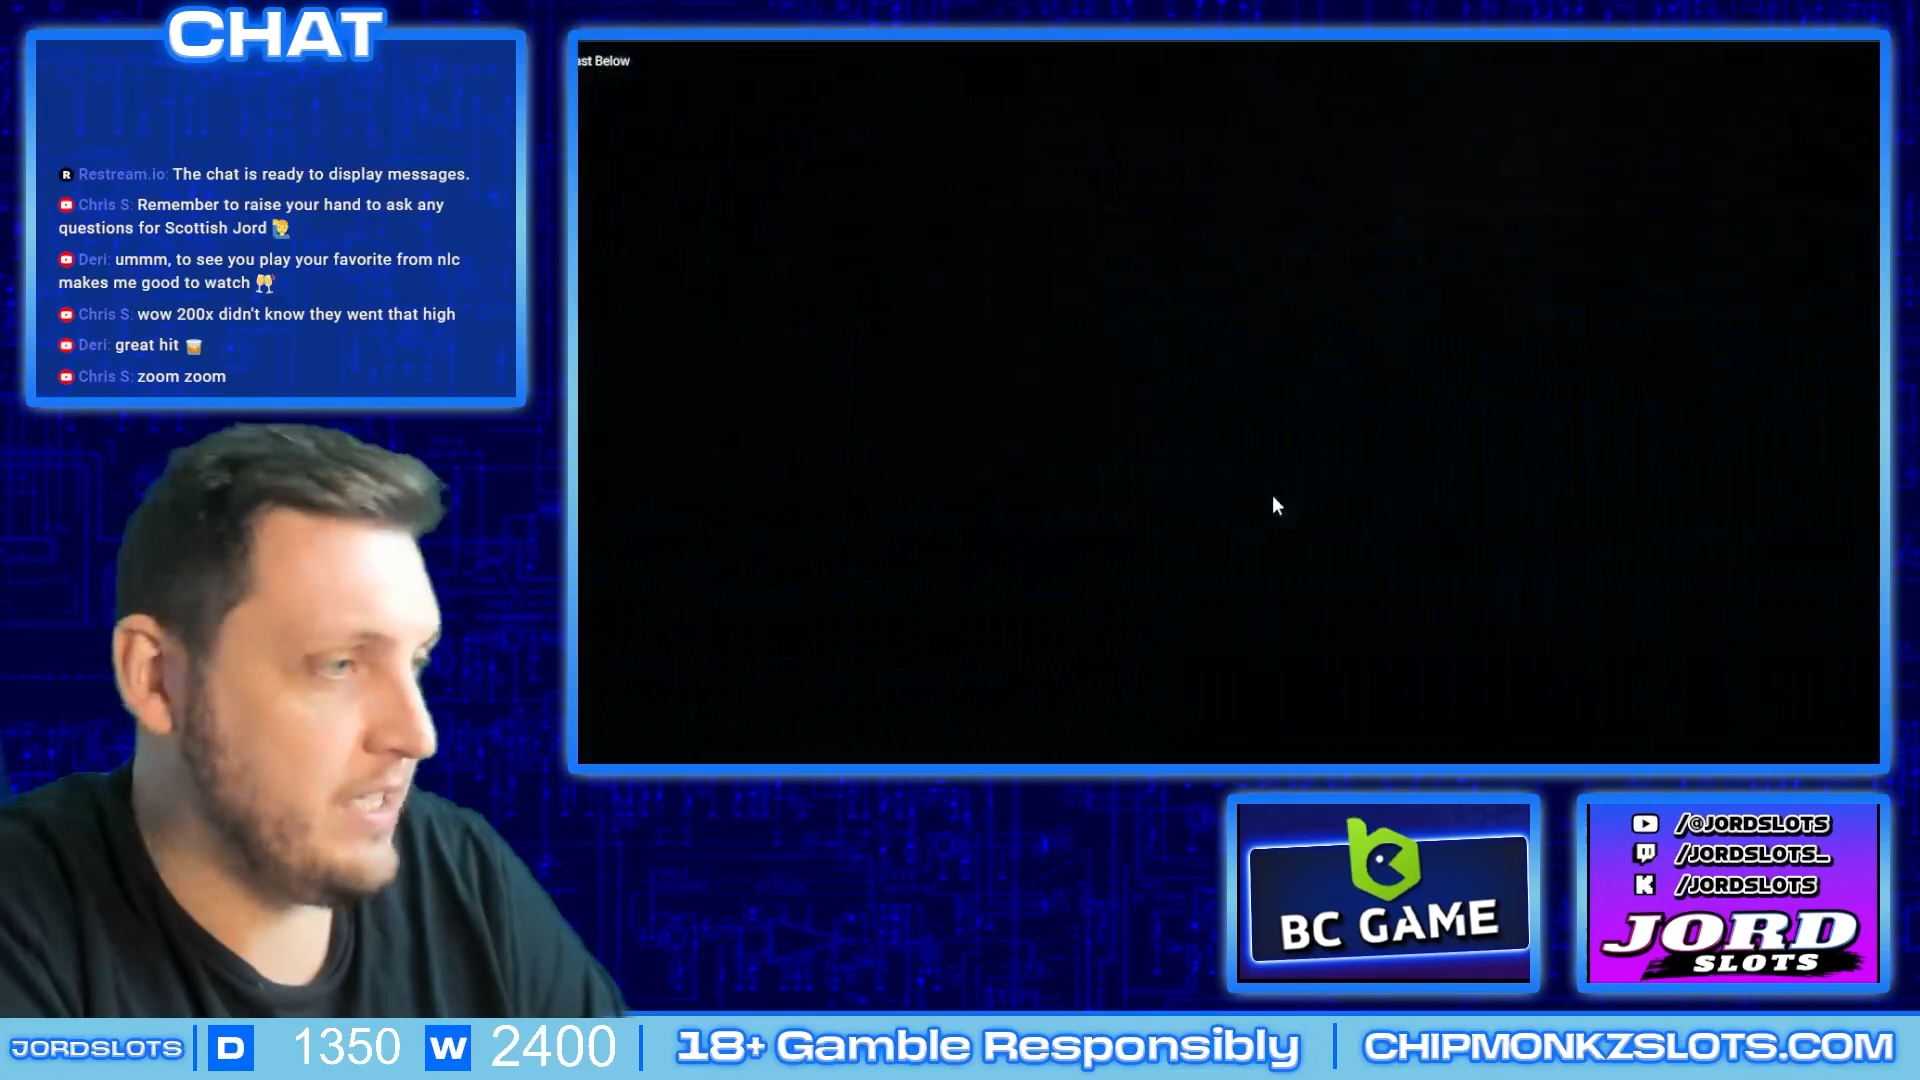 CHAT
Restream.io: The chat is ready to display messages.
Chris S: Remember to raise your hand to ask any
questions for Scottish Jord
Deri: ummm, to see you play your favorite from nlc
makes me good to watch
Chris S: wow 200x didn't know they went that high
Deri: great hit
Chris S: zoom zoom
ast Below
BC GAME
/@JORDSLOTS
/JORDSLOTS_
/JORDSLOTS
JORD
SLOTS
JORDSLOTS | D 1350 W 2400 | 18+ Gamble Responsibly | CHIPMONKZSLOTS.COM